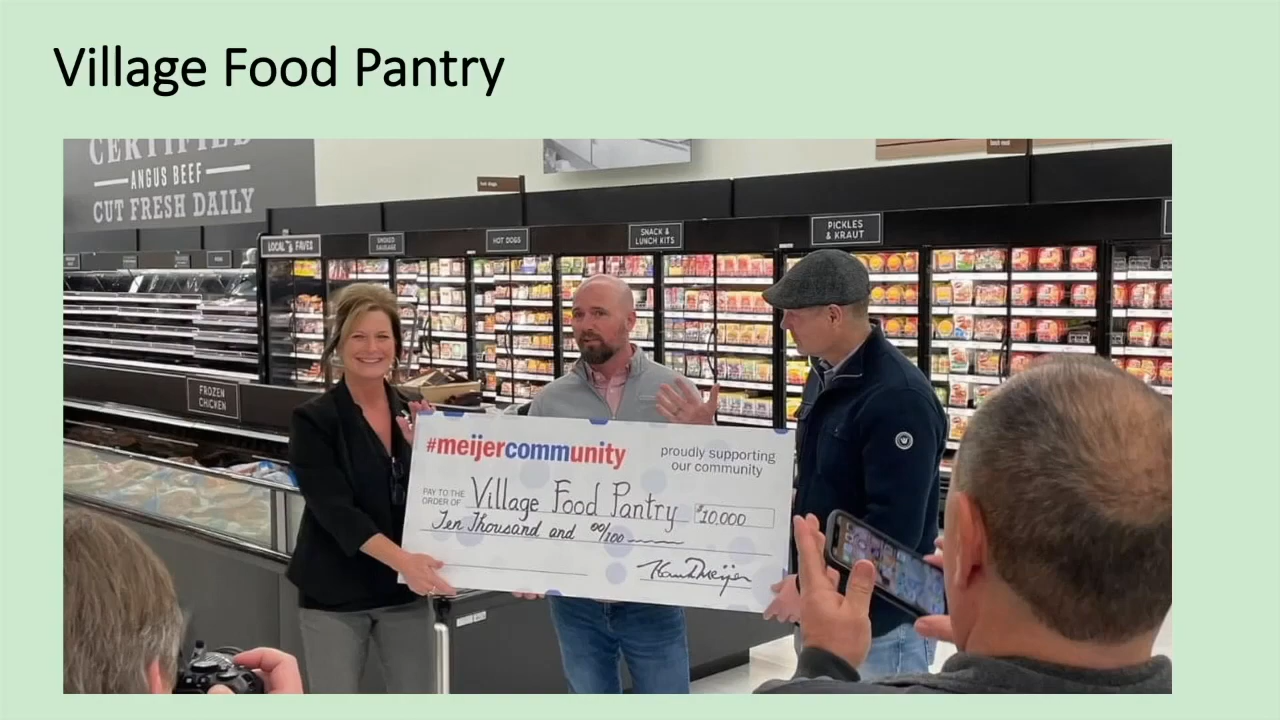 Village Food Pantry
CERTIFIED
ANGUS BEEF
CUT FRESH DAILY
LOCAL FAVES
SMOKED
SAUSAGE
HOT DOGS
SNACK &
LUNCH KITS
PICKLES
& KRAUT
FROZEN
CHICKEN
#meijercommunity
proudly supporting
our community
PAY TO THE
ORDER OF
Village Food Pantry
$10,000
Ten Thousand and 00/100